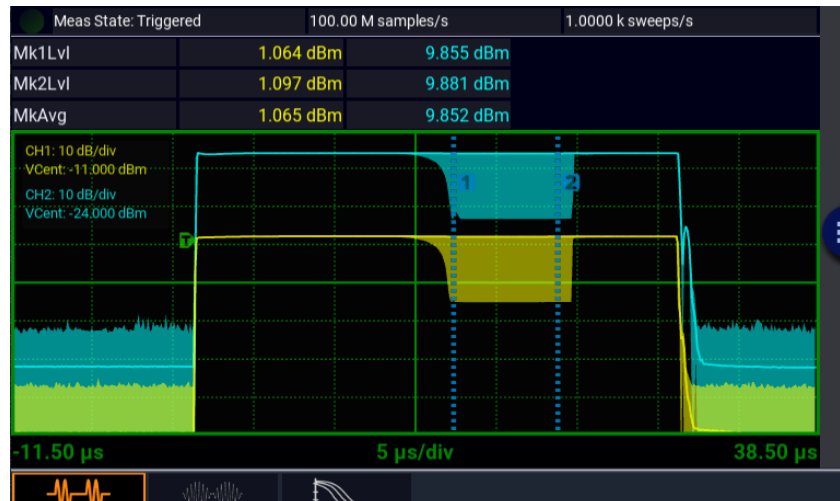 Meas State: Triggered 100.00 M samples/s 1.0000 k sweeps/s
Mk1Lvl 1.064 dBm 9.855 dBm
Mk2Lvl 1.097 dBm 9.881 dBm
MkAvg 1.065 dBm 9.852 dBm
CH1: 10 dB/div
VCent: -11.000 dBm
CH2: 10 dB/div
VCent: -24.000 dBm
1 2
T
-11.50 µs 5 µs/div 38.50 µs